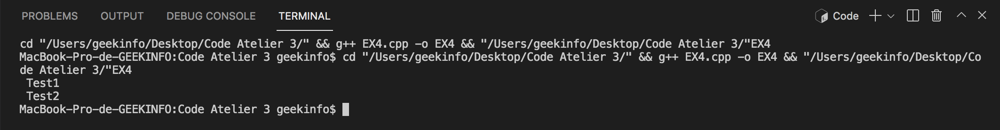 PROBLEMS OUTPUT DEBUG CONSOLE TERMINAL Code
cd "/Users/geekinfo/Desktop/Code Atelier 3/" && g++ EX4.cpp -o EX4 && "/Users/geekinfo/Desktop/Code Atelier 3/"EX4
MacBook-Pro-de-GEEKINFO:Code Atelier 3 geekinfo$ cd "/Users/geekinfo/Desktop/Code Atelier 3/" && g++ EX4.cpp -o EX4 && "/Users/geekinfo/Desktop/Co
de Atelier 3/"EX4
Test1
Test2
MacBook-Pro-de-GEEKINFO:Code Atelier 3 geekinfo$